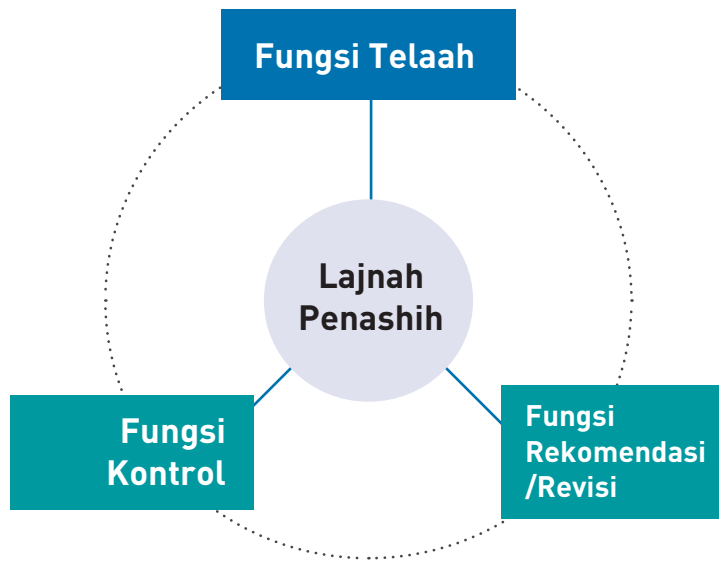 Fungsi Telaah
Lajnah
Penashih
Fungsi
Kontrol
Fungsi
Rekomendasi
/Revisi